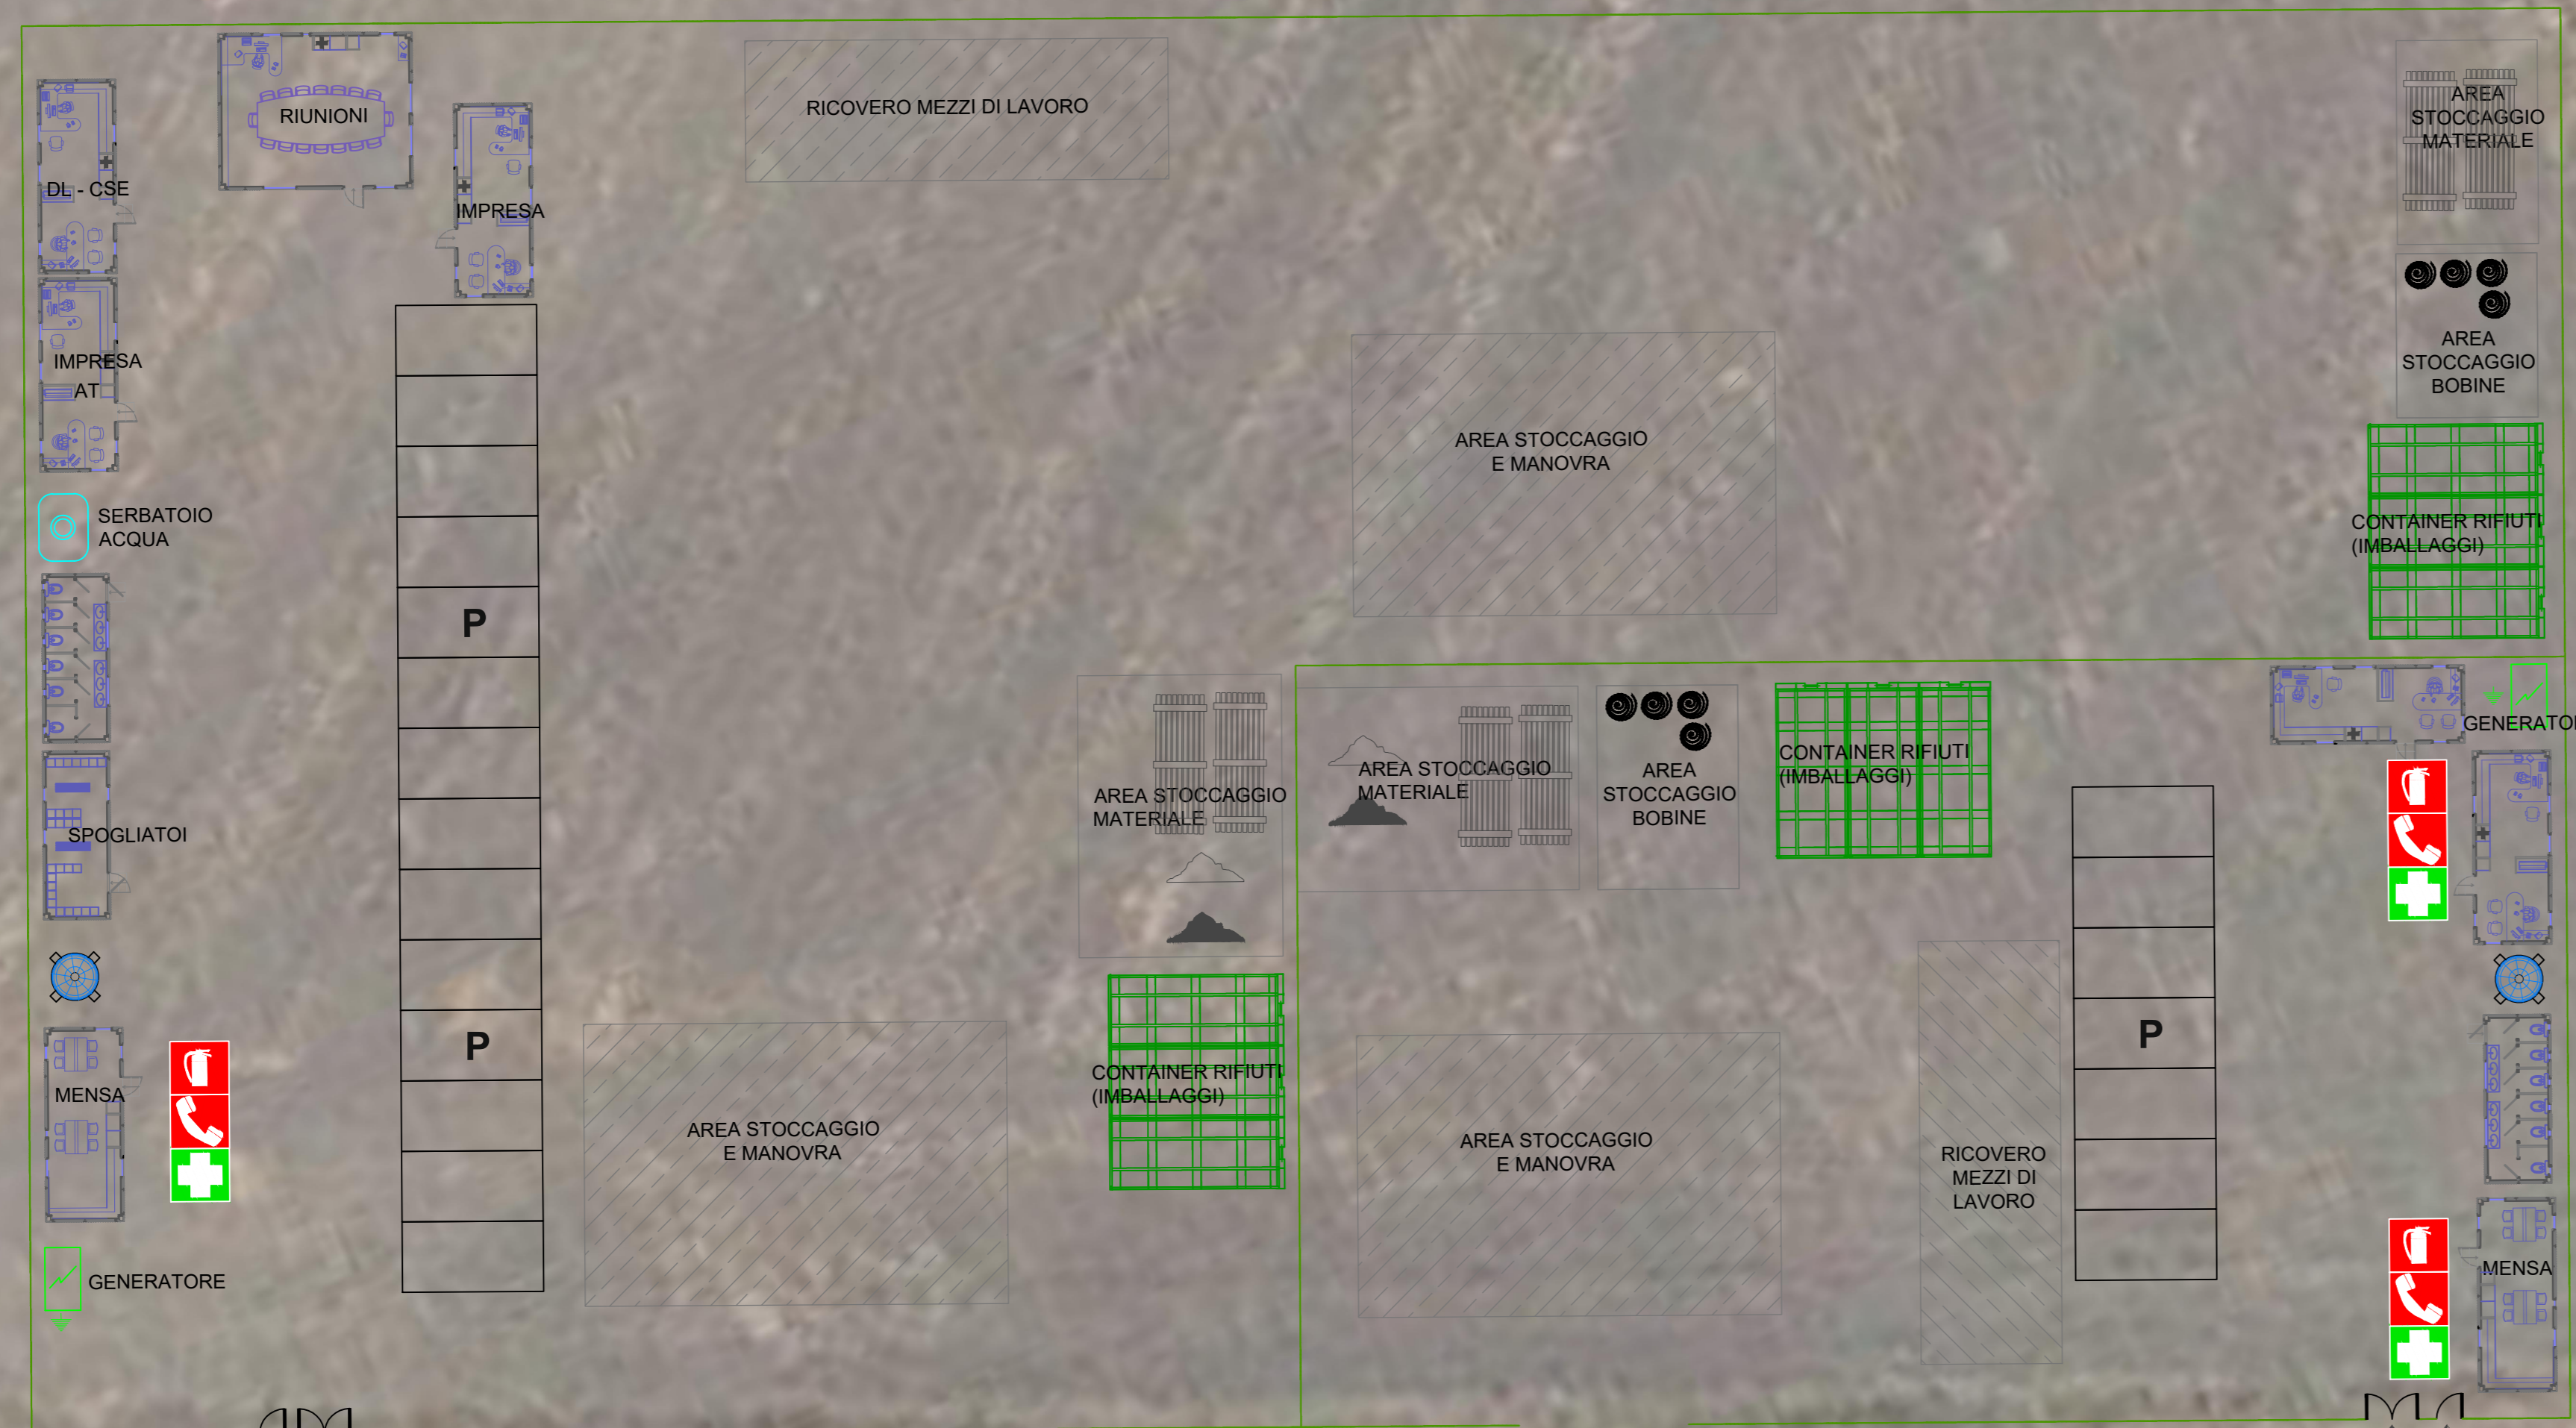 RIUNIONI
RICOVERO MEZZI DI LAVORO
AREA
STOCCAGGIO
MATERIALE
DL - CSE
IMPRESA
IMPRESA
AT
AREA
STOCCAGGIO
BOBINE
AREA STOCCAGGIO
E MANOVRA
SERBATOIO
ACQUA
CONTAINER RIFIUTI
(IMBALLAGGI)
P
GENERATO
SPOGLIATOI
AREA STOCCAGGIO
MATERIALE
AREA STOCCAGGIO
MATERIALE
AREA
STOCCAGGIO
BOBINE
CONTAINER RIFIUTI
(IMBALLAGGI)
P
P
MENSA
CONTAINER RIFIUTI
(IMBALLAGGI)
AREA STOCCAGGIO
E MANOVRA
AREA STOCCAGGIO
E MANOVRA
RICOVERO
MEZZI DI
LAVORO
GENERATORE
MENSA